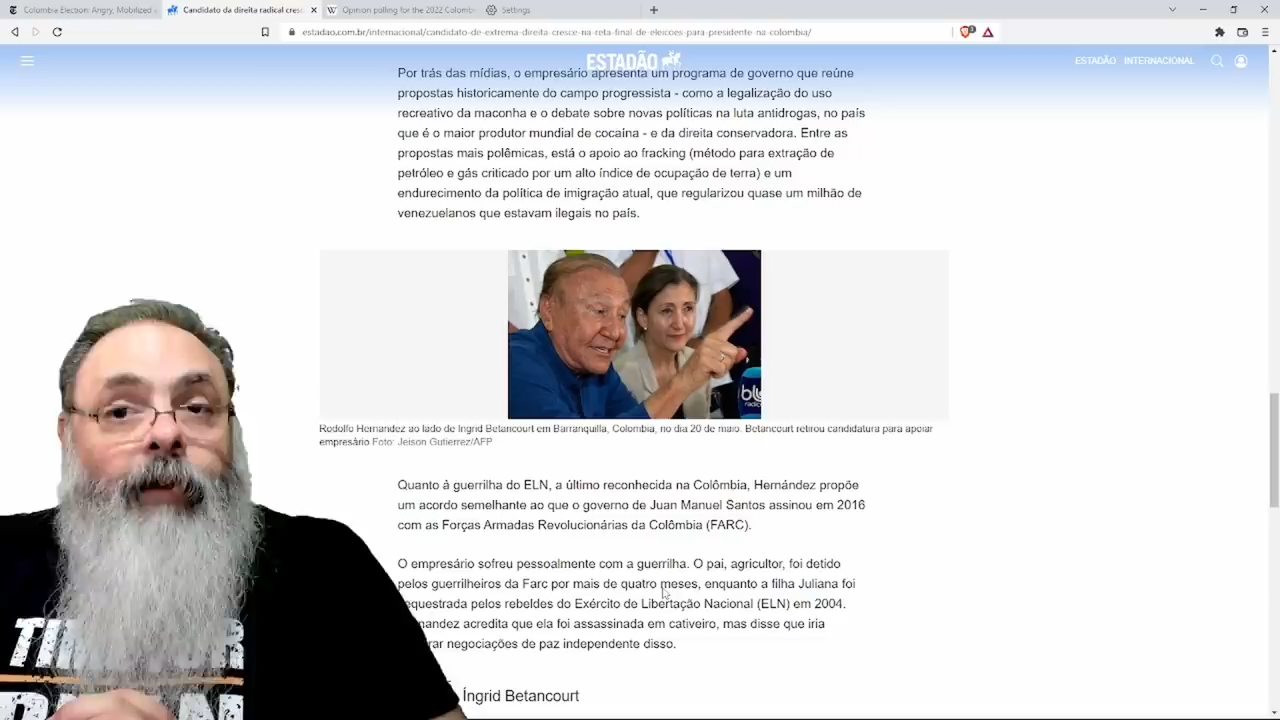 Columbia Election: Angry, Mobilized
Candidato da direita radical cresc
Opinion polling for the 2022 Colomb
Settings
estadao.com.br/internacional/candidato-de-extrema-direita-cresce-na-reta-final-de-eleicoes-para-presidente-na-colombia/
ESTADÃO
ESTADÃO INTERNACIONAL
Por trás das mídias, o empresário apresenta um programa de governo que reúne
propostas historicamente do campo progressista - como a legalização do uso
recreativo da maconha e o debate sobre novas políticas na luta antidrogas, no país
que é o maior produtor mundial de cocaína - e da direita conservadora. Entre as
propostas mais polêmicas, está o apoio ao fracking (método para extração de
petróleo e gás criticado por um alto índice de ocupação de terra) e um
endurecimento da política de imigração atual, que regularizou quase um milhão de
venezuelanos que estavam ilegais no país.
blu
radio
Rodolfo Hernandez ao lado de Ingrid Betancourt em Barranquilla, Colombia, no dia 20 de maio. Betancourt retirou candidatura para apoiar
empresário Foto: Jeison Gutierrez/AFP
Quanto à guerrilha do ELN, a último reconhecida na Colômbia, Hernández propõe
um acordo semelhante ao que o governo de Juan Manuel Santos assinou em 2016
com as Forças Armadas Revolucionárias da Colômbia (FARC).
O empresário sofreu pessoalmente com a guerrilha. O pai, agricultor, foi detido
pelos guerrilheiros da Farc por mais de quatro meses, enquanto a filha Juliana foi
equestrada pelos rebeldes do Exército de Libertação Nacional (ELN) em 2004.
nandez acredita que ela foi assassinada em cativeiro, mas disse que iria
rar negociações de paz independente disso.
Íngrid Betancourt